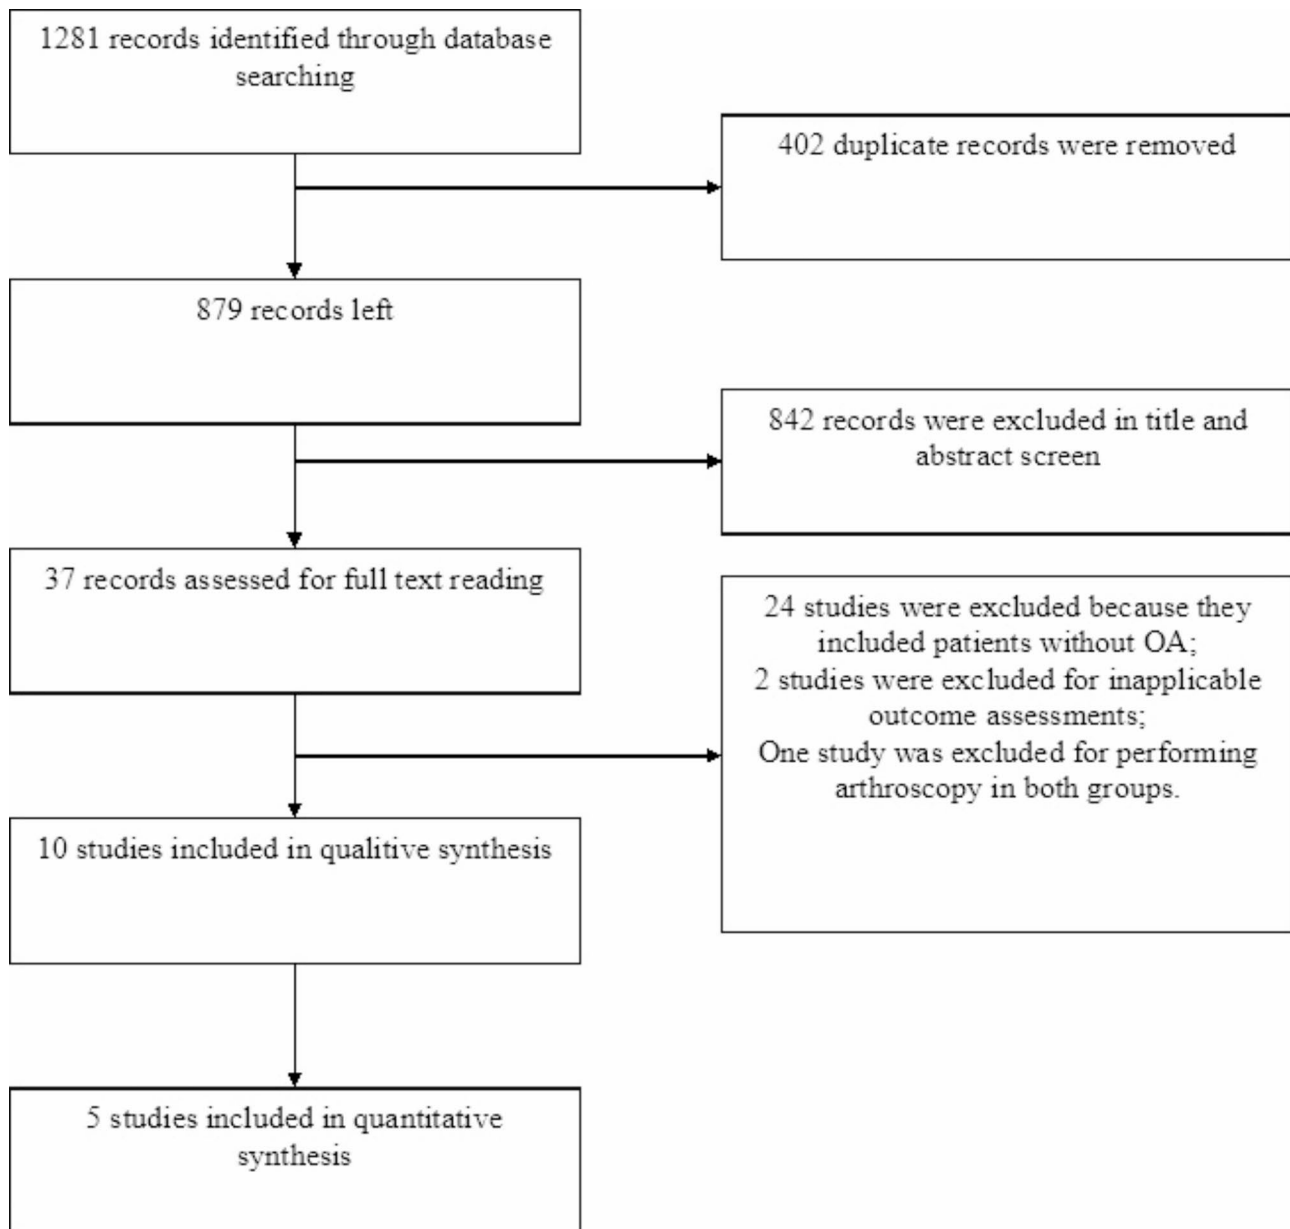 1281 records identified through database
searching
402 duplicate records were removed
879 records left
842 records were excluded in title and
abstract screen
37 records assessed for full text reading
24 studies were excluded because they
included patients without OA;
2 studies were excluded for inapplicable
outcome assessments;
One study was excluded for performing
arthroscopy in both groups.
10 studies included in qualitive synthesis
5 studies included in quantitative
synthesis